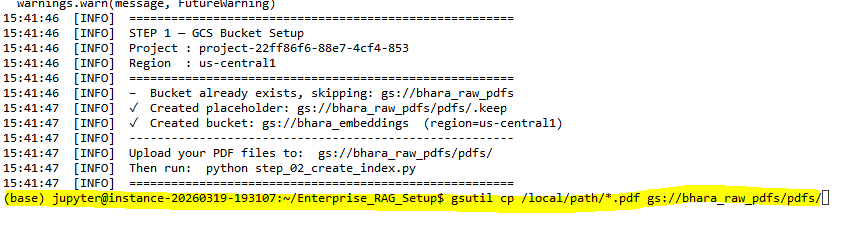 warnings.warn(message, FutureWarning)
15:41:46 [INFO] =======================================================
15:41:46 [INFO] STEP 1 — GCS Bucket Setup
15:41:46 [INFO] Project : project-22ff86f6-88e7-4cf4-853
15:41:46 [INFO] Region : us-central1
15:41:46 [INFO] =======================================================
15:41:46 [INFO] – Bucket already exists, skipping: gs://bhara_raw_pdfs
15:41:47 [INFO] ✓ Created placeholder: gs://bhara_raw_pdfs/pdfs/.keep
15:41:47 [INFO] ✓ Created bucket: gs://bhara_embeddings (region=us-central1)
15:41:47 [INFO] -------------------------------------------------------
15:41:47 [INFO] Upload your PDF files to: gs://bhara_raw_pdfs/pdfs/
15:41:47 [INFO] Then run: python step_02_create_index.py
15:41:47 [INFO] =======================================================
(base) jupyter@instance-20260319-193107:~/Enterprise_RAG_Setup$ gsutil cp /local/path/*.pdf gs://bhara_raw_pdfs/pdfs/